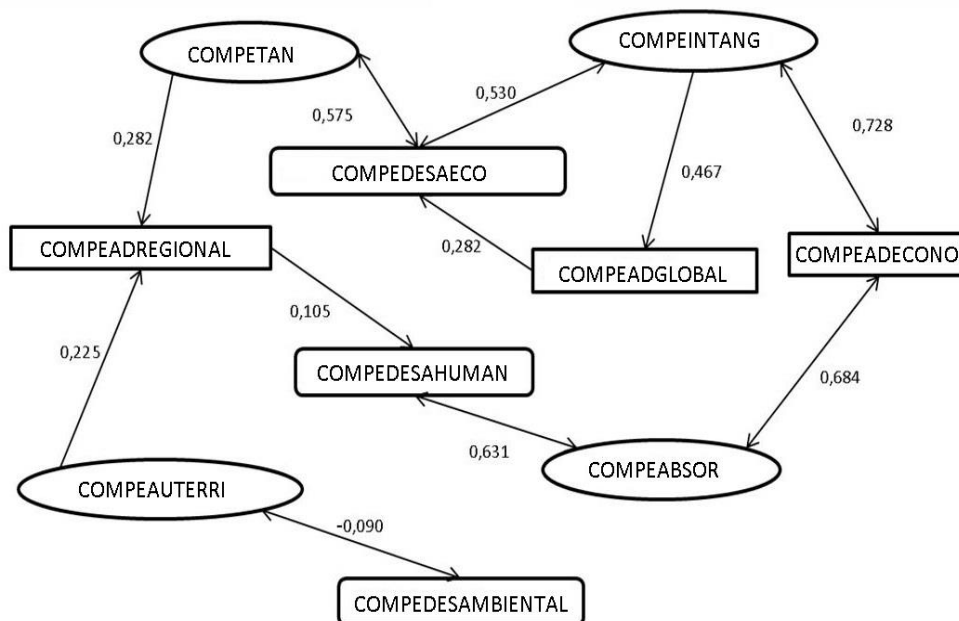 COMPETAN
COMPEINTANG
0,530
0,575
0,728
0,282
COMPEDESAECO
0,467
COMPEADREGIONAL
0,282
COMPEADGLOBAL
COMPEADECONO
0,105
0,225
COMPEDESAHUMAN
0,684
0,631
COMPEABSOR
COMPEAUTERRI
-0,090
COMPEDESAMBIENTAL